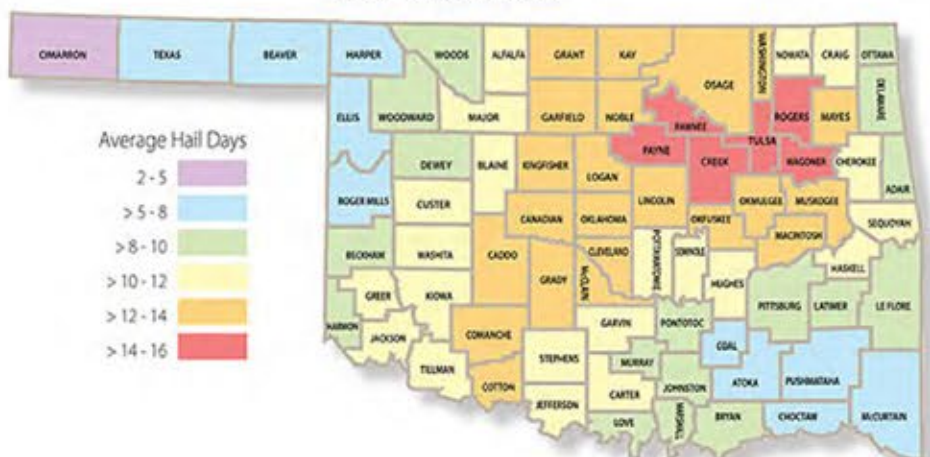 CIMARRON
TEXAS
BEAVER
HARPER
WOODS
ALFALFA
GRANT
KAY
OSAGE
WASHINGTON
NOWATA
CRAIG
OTTAWA
DELAWARE
ELLIS
WOODWARD
MAJOR
GARFIELD
NOBLE
PAWNEE
TULSA
ROGERS
MAYES
Average Hail Days
2 - 5
> 5 - 8
> 8 - 10
> 10 - 12
> 12 - 14
> 14 - 16
ROGER MILLS
DEWEY
BLAINE
KINGFISHER
LOGAN
PAYNE
CREEK
WAGONER
CHEROKEE
ADAIR
CUSTER
CANADIAN
OKLAHOMA
LINCOLIN
OKFUSKEE
OKMULGEE
MUSKOGEE
SEQUOYAH
BECKHAM
WASHITA
CADDO
GRADY
McCLAIN
CLEVELAND
POTTAWATOMIE
SEMINOLE
HUGHES
MACINTOSH
HASKELL
GREER
KIOWA
HARMON
JACKSON
COMANCHE
GARVIN
PONTOTOC
PITTSBURG
LATIMER
LE FLORE
TILLMAN
COTTON
STEPHENS
MURRAY
COAL
ATOKA
PUSHMATAHA
JEFFERSON
CARTER
JOHNSTON
LOVE
MARSHALL
BRYAN
CHOCTAW
McCURTAIN